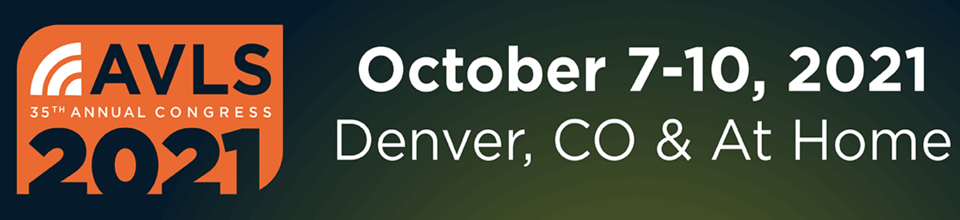 AVLS
35TH ANNUAL CONGRESS
2021
October 7-10, 2021
Denver, CO & At Home